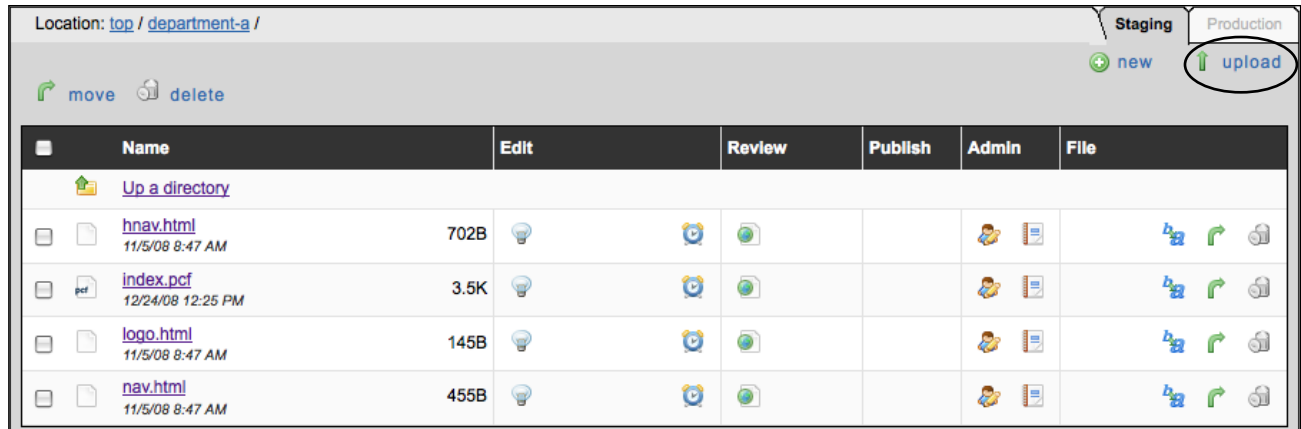 Location: top / department-a /
Staging
Production
new
upload
move
delete
Name Edit Review Publish Admin File
Up a directory
hnav.html 702B
11/5/08 8:47 AM
index.pcf 3.5K
pcf
12/24/08 12:25 PM
logo.html 145B
11/5/08 8:47 AM
nav.html 455B
11/5/08 8:47 AM